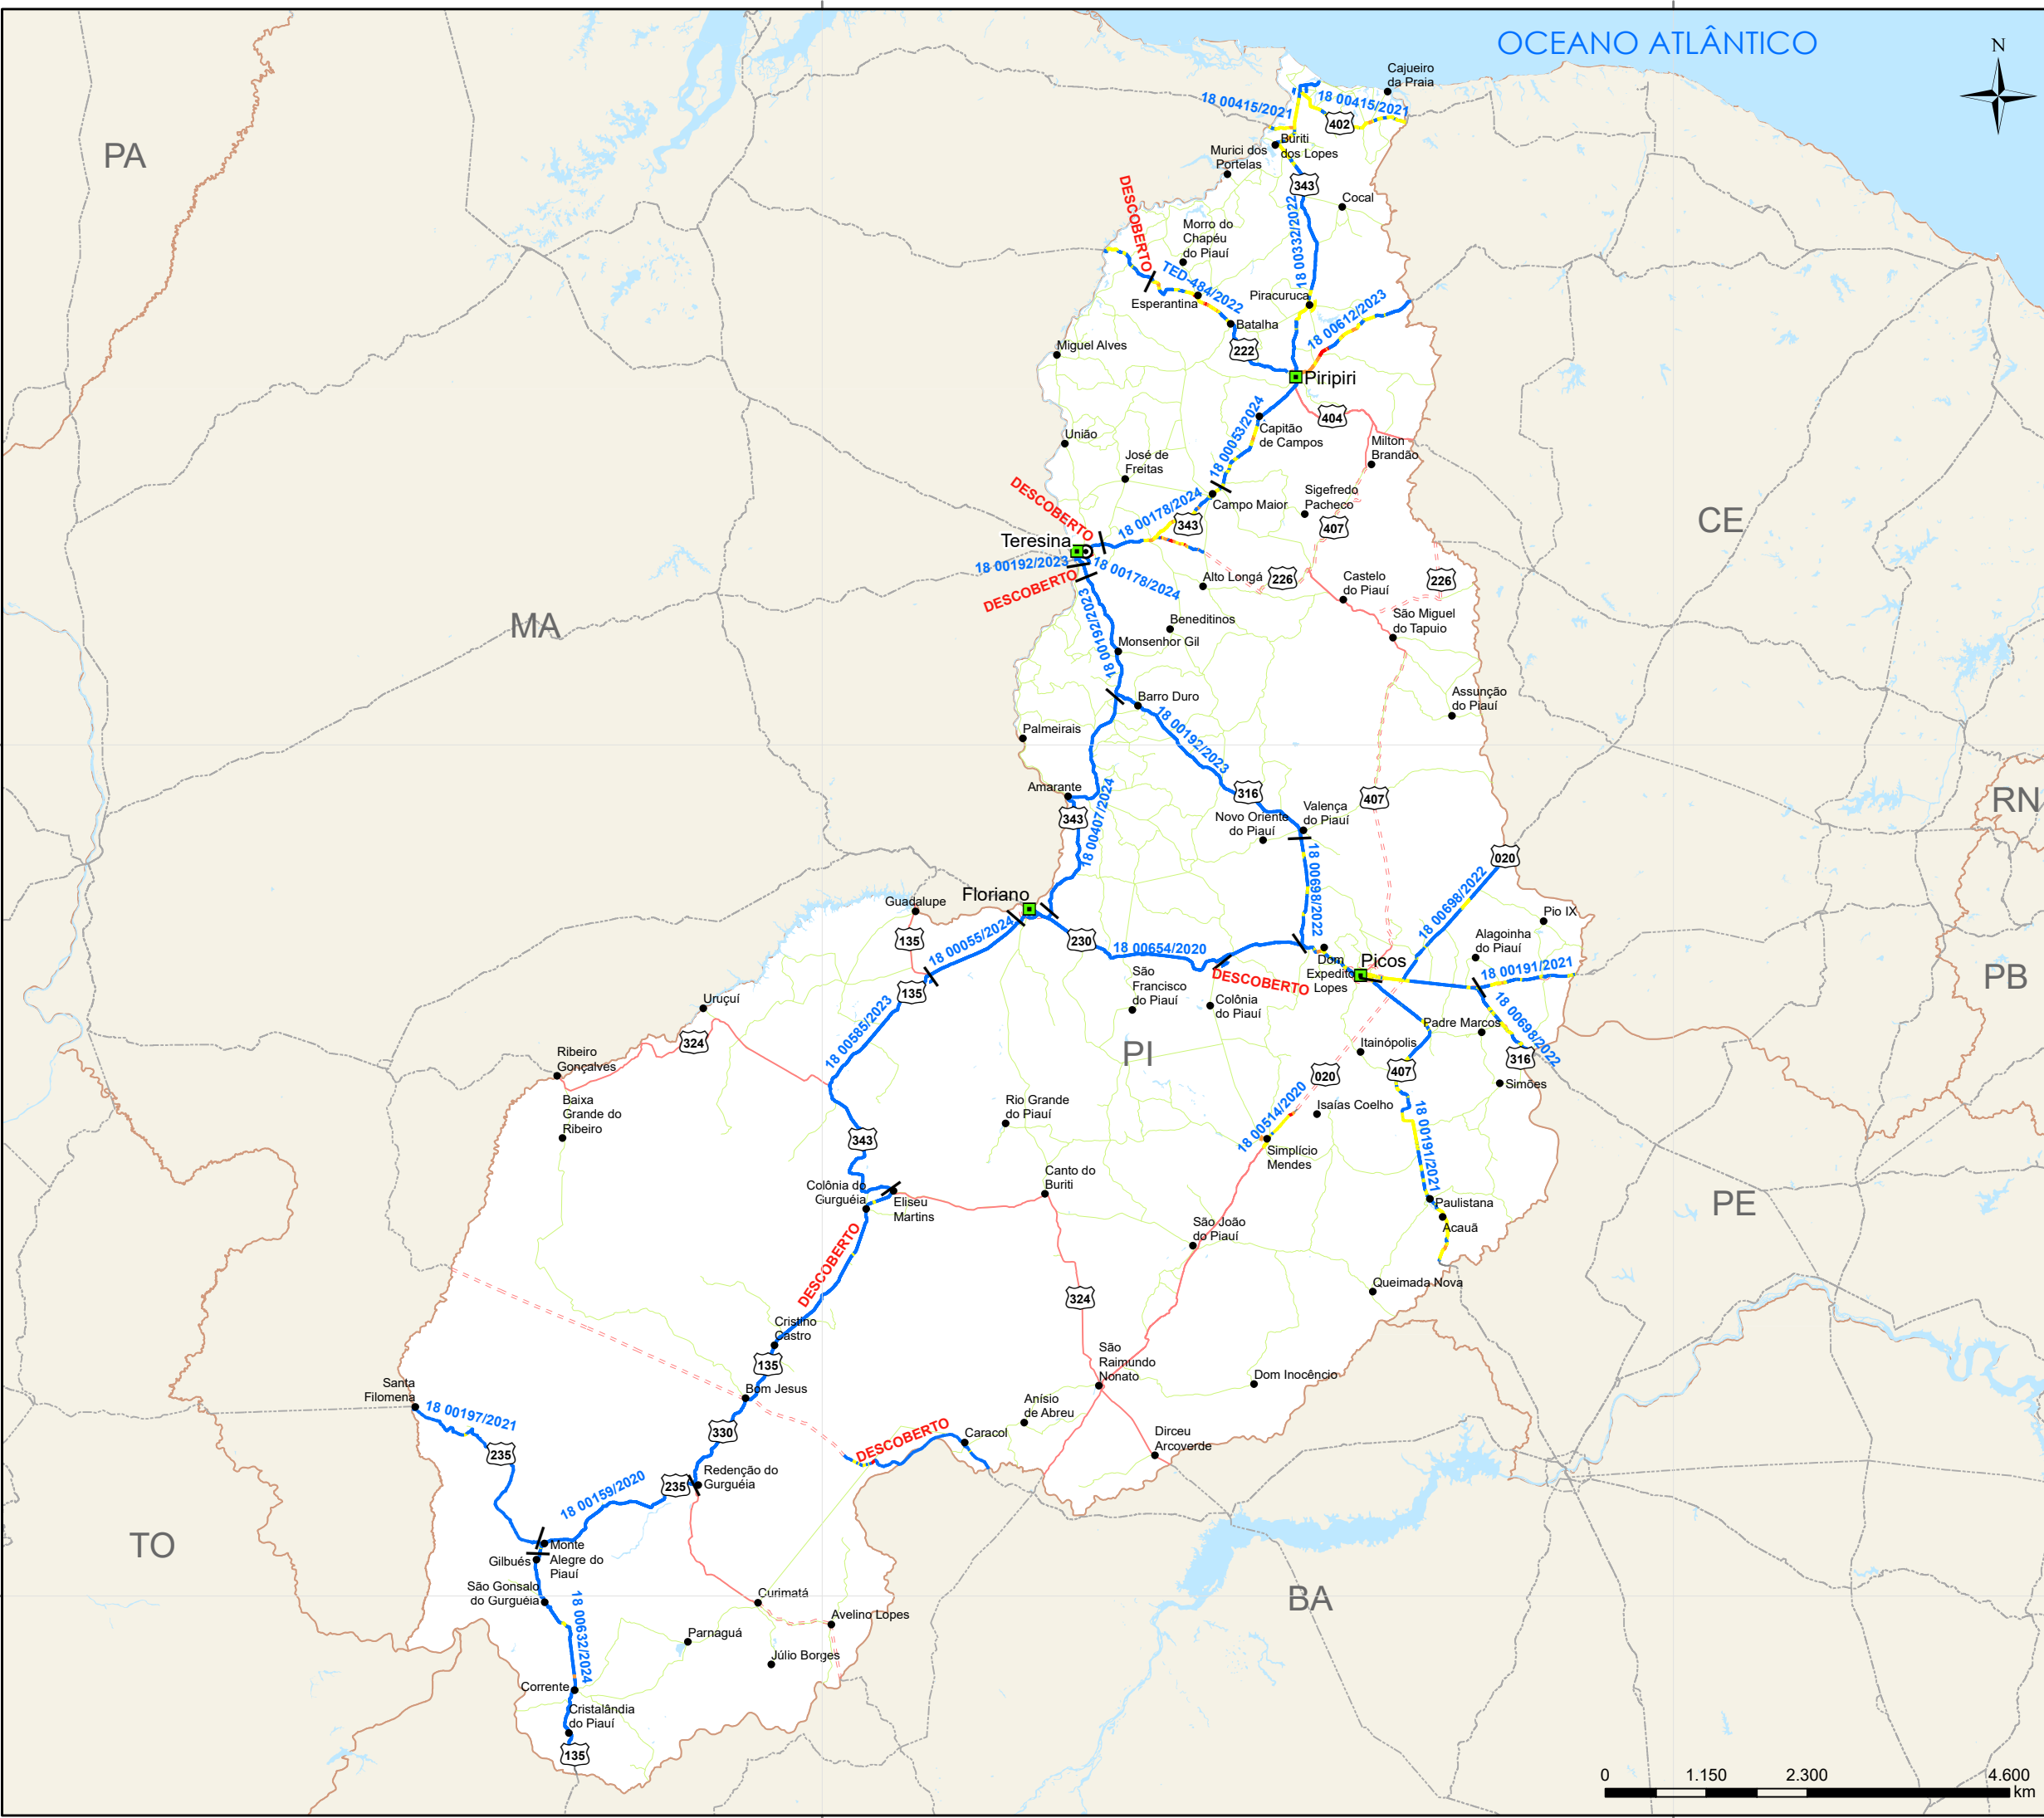 OCEANO ATLÂNTICO
N
Cajueiro
da Praia
18 00415/2021
18 00415/2021
402
PA
Buriti
dos Lopes
Murici dos
Portelas
343
DESCOBERTO
Cocal
18 00332/2022
Morro do
Chapéu
do Piauí
TED-484/2022
Esperantina
Piracuruca
18 00612/2023
Batalha
222
Miguel Alves
Piripiri
404
18 00053/2024
Capitão
de Campos
União
Milton
Brandão
José de
Freitas
DESCOBERTO
18 00178/2024
Campo Maior
Sigefredo
Pacheco
343
407
CE
Teresina
18 00192/2023
18 00178/2024
DESCOBERTO
Alto Longá
226
Castelo
do Piauí
226
MA
18 00192/2023
Beneditinos
São Miguel
do Tapuio
Monsenhor Gil
Barro Duro
18 00192/2023
Assunção
do Piauí
Palmeirais
Amarante
343
18 00407/2024
316
407
Valença
do Piauí
Novo Oriente
do Piauí
RN
020
18 00698/2022
18 00698/2022
Floriano
Guadalupe
135
18 00055/2024
230
18 00654/2020
DESCOBERTO
Dom
Expedito
Lopes
Picos
Pio IX
Alagoinha
do Piauí
18 00191/2021
PB
135
Uruçuí
São
Francisco
do Piauí
Colônia
do Piauí
18 00698/2022
Padre Marcos
324
18 00585/2023
PI
Itainópolis
316
Ribeiro
Gonçalves
407
020
Simões
Baixa
Grande do
Ribeiro
Rio Grande
do Piauí
18 00514/2020
Isaías Coelho
18 00191/2021
343
Simplício
Mendes
Canto do
Buriti
Colônia do
Gurguéia
Eliseu
Martins
Paulistana
PE
Acauã
São João
do Piauí
DESCOBERTO
Queimada Nova
324
Cristino
Castro
135
São
Raimundo
Nonato
Dom Inocêncio
Bom Jesus
Santa
Filomena
18 00197/2021
Anísio
de Abreu
330
DESCOBERTO
Caracol
Dirceu
Arcoverde
235
Redenção do
Gurguéia
235
18 00159/2020
TO
Monte
Alegre do
Piauí
Gilbués
São Gonsalo
do Gurguéia
18 00632/2024
Curimatá
BA
Avelino Lopes
Parnaguá
Júlio Borges
Corrente
Cristalândia
do Piauí
135
0 1.150 2.300 4.600
km